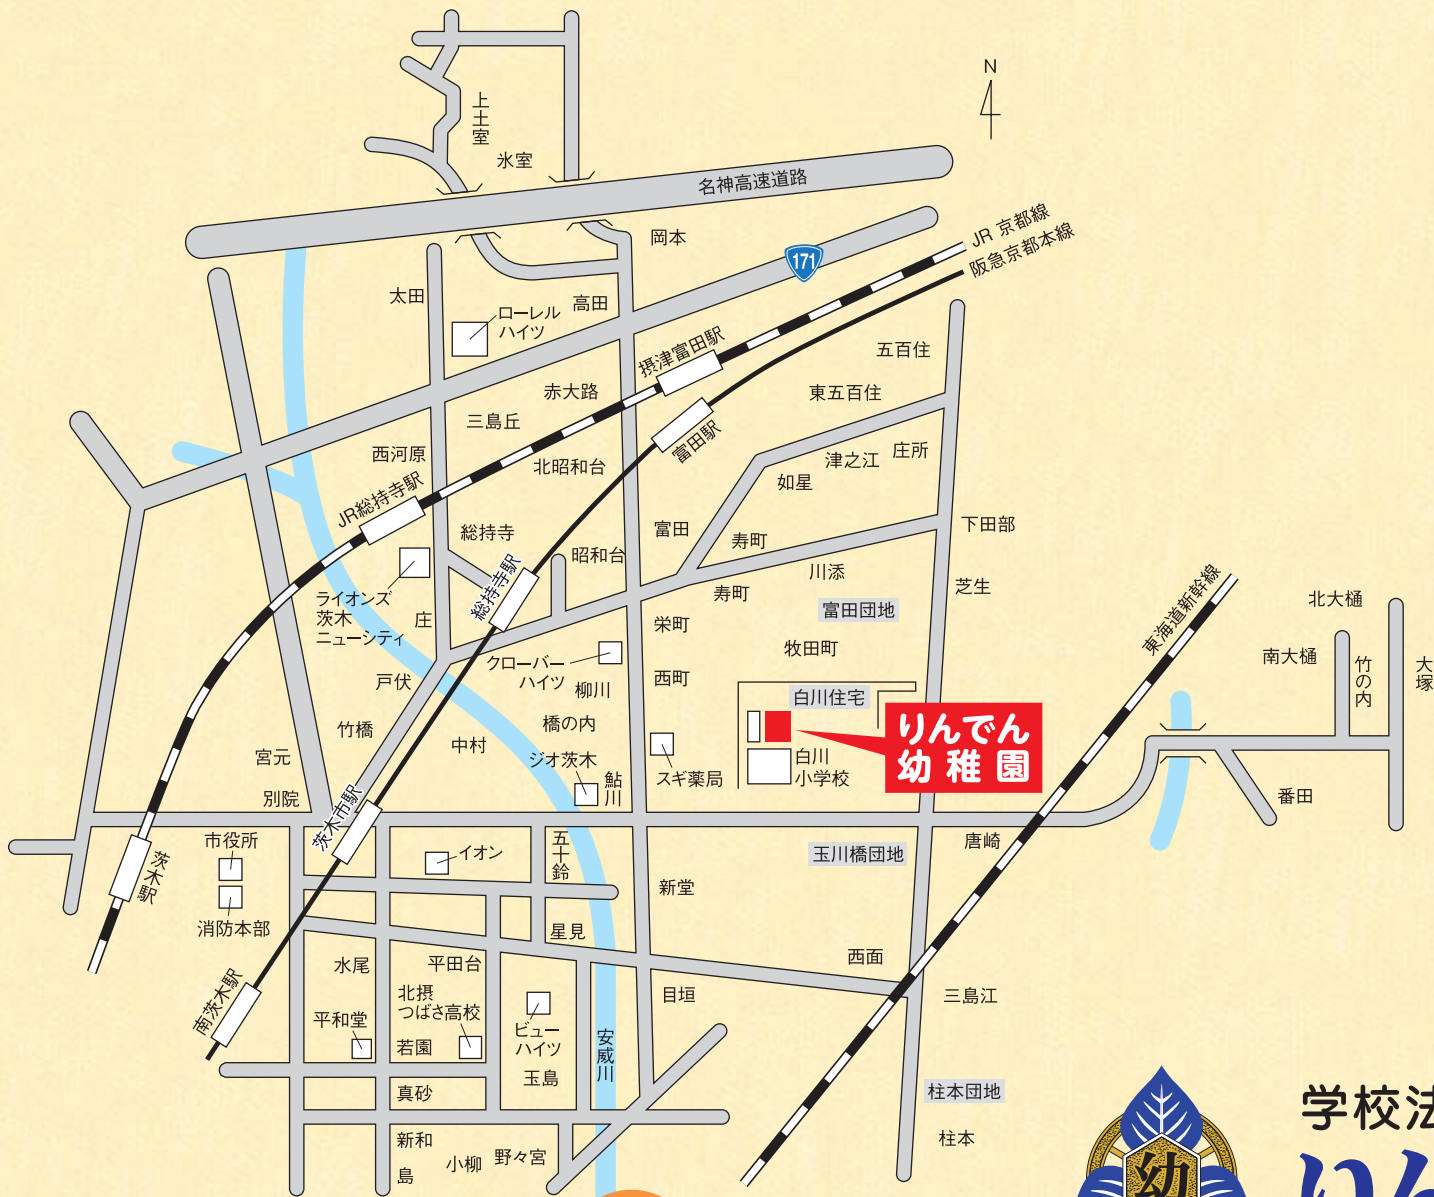 N
上土室
氷室
名神高速道路
岡本
JR 京都線
阪急京都本線
171
太田
ローレル
ハイツ
高田
摂津富田駅
五百住
赤大路
東五百住
三島丘
富田駅
西河原
北昭和台
津之江
庄所
如星
JR総持寺駅
総持寺
富田
寿町
下田部
昭和台
総持寺駅
川添
芝生
寿町
ライオンズ
茨木
ニューシティ
庄
富田団地
東海道新幹線
北大樋
栄町
牧田町
南大樋
竹の内
大塚
クローバー
ハイツ
柳川
西町
戸伏
白川住宅
橋の内
竹橋
中村
りんでん
幼稚園
宮元
ジオ茨木
鮎川
スギ薬局
白川
小学校
別院
番田
茨木市駅
市役所
イオン
五十鈴
玉川橋団地
唐崎
茨木駅
新堂
消防本部
星見
水尾
平田台
西面
南茨木駅
北摂
つばさ高校
目垣
三島江
平和堂
若園
ビュー
ハイツ
安威川
玉島
真砂
柱本団地
学校法
新和
島
小柳
野々宮
柱本
幼
りん